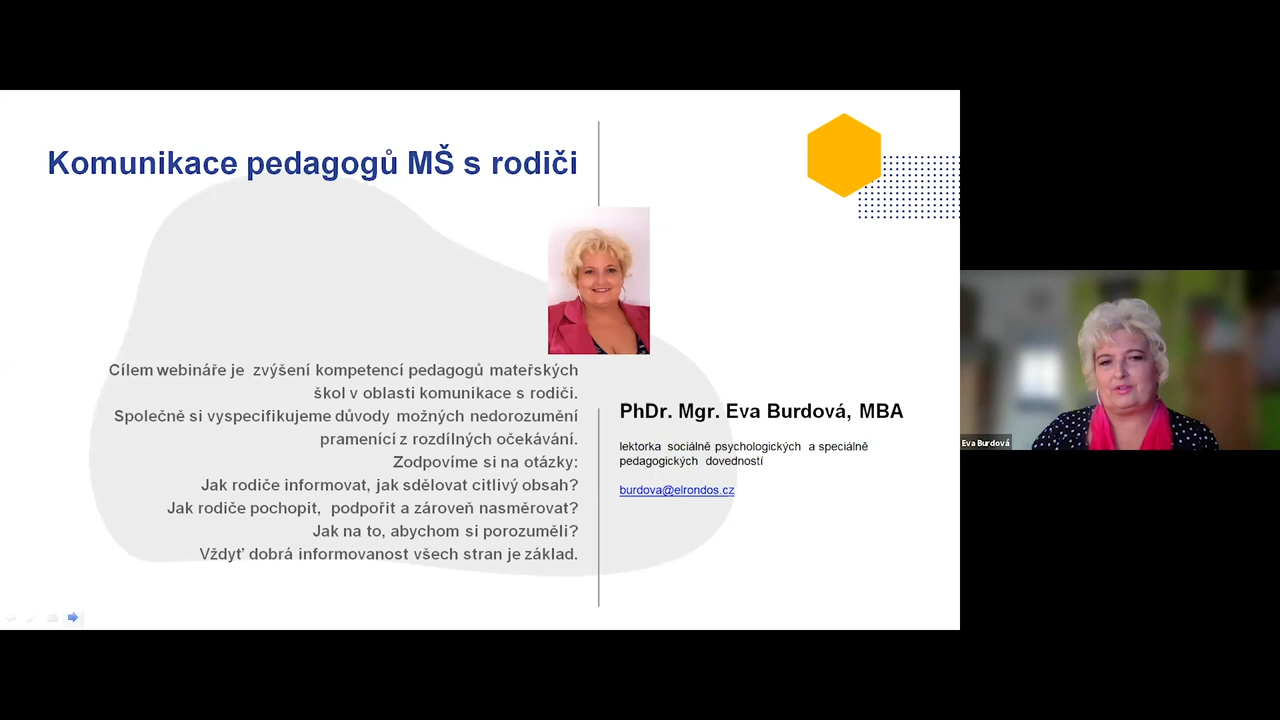 Komunikace pedagogů MŠ s rodiči
Cílem webináře je zvýšení kompetencí pedagogů mateřských
škol v oblasti komunikace s rodiči.
Společně si vyspecifikujeme důvody možných nedorozumění
pramenící z rozdílných očekávání.
Zodpovíme si na otázky:
Jak rodiče informovat, jak sdělovat citlivý obsah?
Jak rodiče pochopit, podpořit a zároveň nasměrovat?
Jak na to, abychom si porozuměli?
Vždyť dobrá informovanost všech stran je základ.
PhDr. Mgr. Eva Burdová, MBA
lektorka sociálně psychologických a speciálně
pedagogických dovedností
burdova@elrondos.cz
Eva Burdová